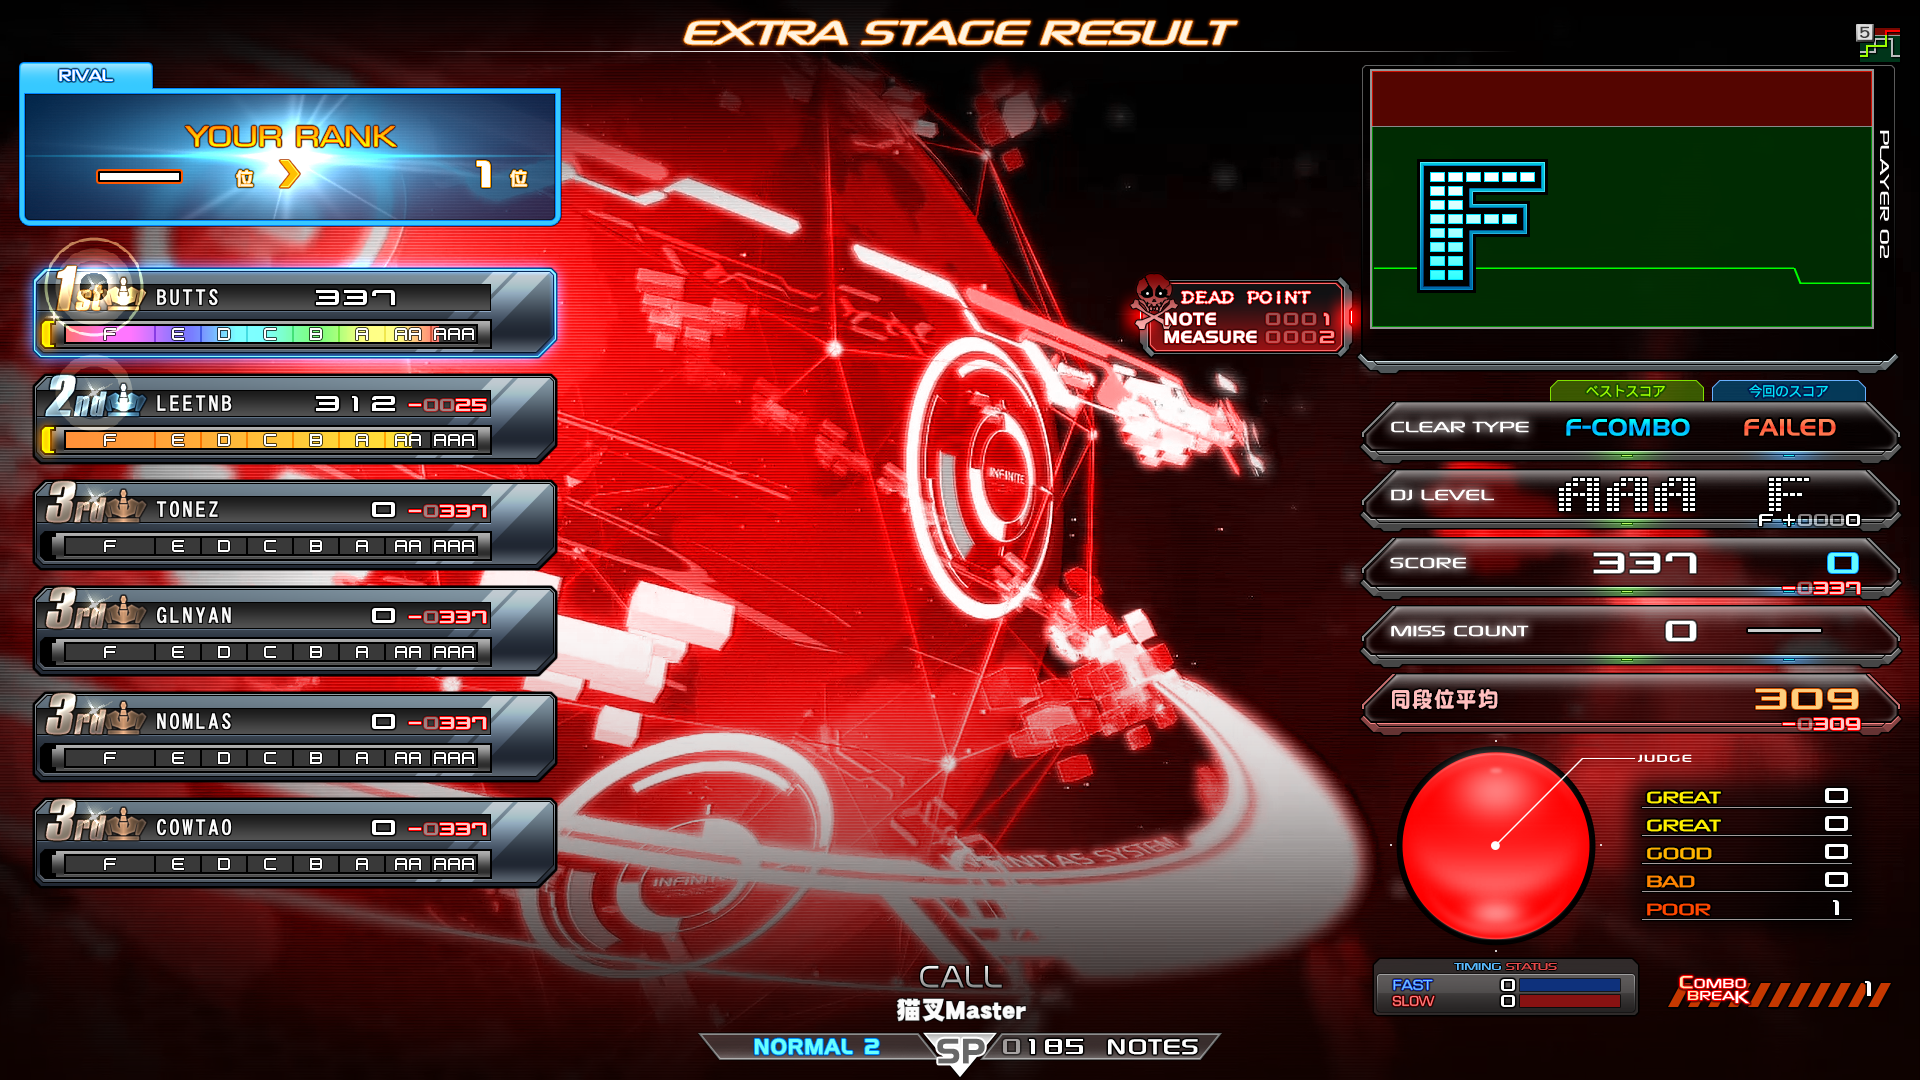 EXTRA STAGE RESULT
RIVAL
YOUR RANK
位 1 位
1st BUTTS 337
F E D C B A AA AAA
2nd LEETNB 312 -0025
F E D C B A AA AAA
3rd TONEZ 0 -0337
F E D C B A AA AAA
3rd GLNYAN 0 -0337
F E D C B A AA AAA
3rd NOMLAS 0 -0337
F E D C B A AA AAA
3rd COWTAO 0 -0337
F E D C B A AA AAA
DEAD POINT
NOTE 0001
MEASURE 0002
INFINITE
INFINITAS SYSTEM
5
F
PLAYER 02
ベストスコア 今回のスコア
CLEAR TYPE F-COMBO FAILED
DJ LEVEL AAA F
F +0000
SCORE 337 0
-0337
MISS COUNT 0
同段位平均 309
-0309
JUDGE
GREAT 0
GREAT 0
GOOD 0
BAD 0
POOR 1
TIMING STATUS
FAST 0
SLOW 0
COMBO BREAK 1
CALL
猫叉Master
NORMAL 2 SP 0185 NOTES